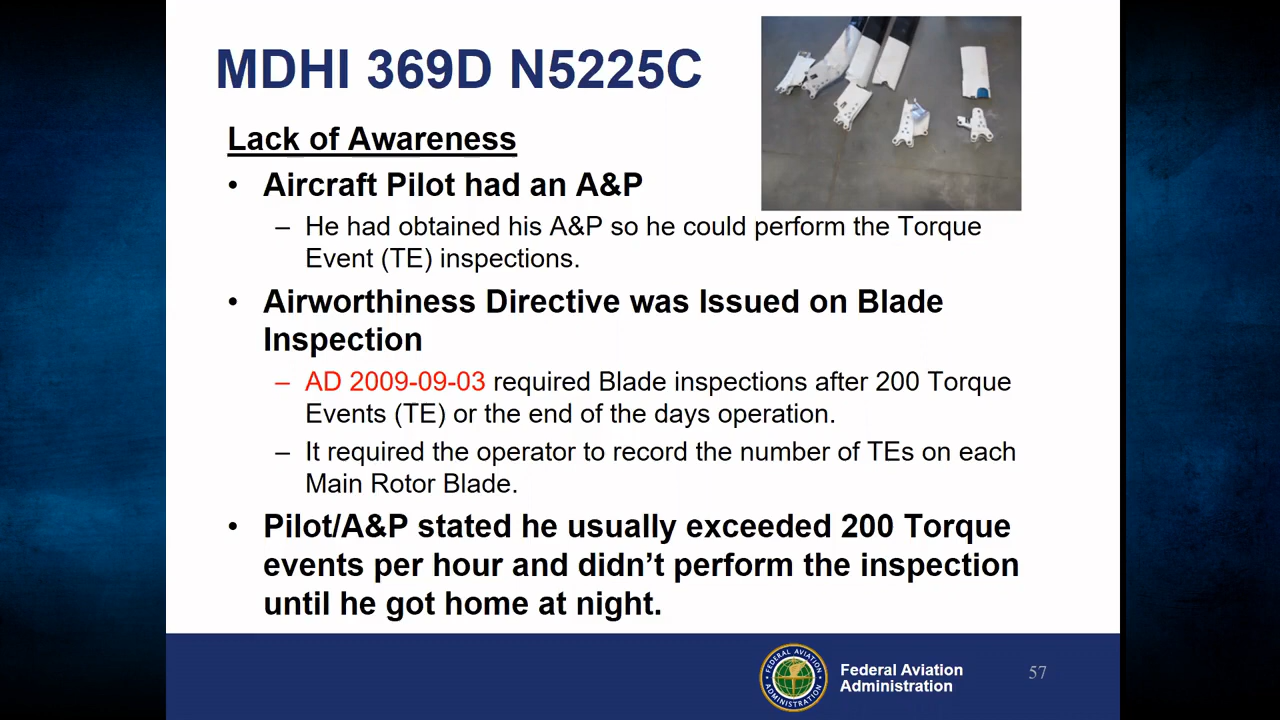 MDHI 369D N5225C
Lack of Awareness
• Aircraft Pilot had an A&P
– He had obtained his A&P so he could perform the Torque
Event (TE) inspections.
• Airworthiness Directive was Issued on Blade
Inspection
– AD 2009-09-03 required Blade inspections after 200 Torque
Events (TE) or the end of the days operation.
– It required the operator to record the number of TEs on each
Main Rotor Blade.
• Pilot/A&P stated he usually exceeded 200 Torque
events per hour and didn’t perform the inspection
until he got home at night.
FEDERAL AVIATION
ADMINISTRATION
Federal Aviation
Administration
57